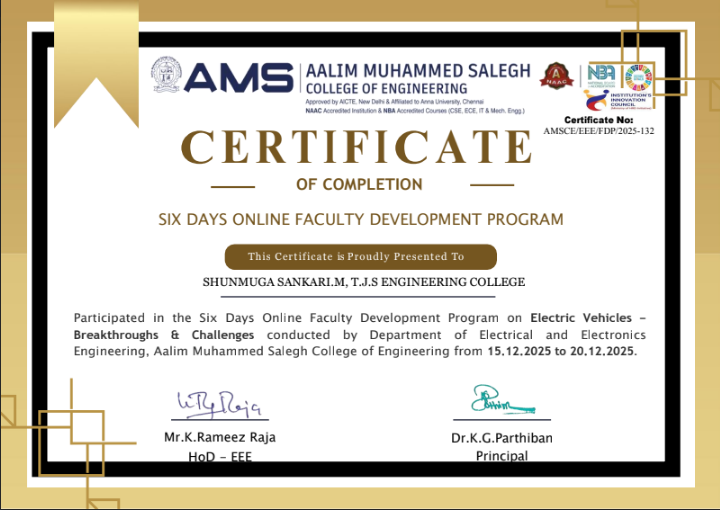 AMS
AALIM MUHAMMED SALEGH
COLLEGE OF ENGINEERING
Approved by AICTE, New Delhi & Affiliated to Anna University, Chennai
NAAC Accredited Institution & NBA Accredited Courses (CSE, ECE, IT & Mech. Engg.)
NAAC
NBA
INSTITUTION'S
INNOVATION
COUNCIL
Certificate No:
AMSCE/EEE/FDP/2025-132
CERTIFICATE
OF COMPLETION
SIX DAYS ONLINE FACULTY DEVELOPMENT PROGRAM
This Certificate is Proudly Presented To
SHUNMUGA SANKARI.M, T.J.S ENGINEERING COLLEGE
Participated in the Six Days Online Faculty Development Program on Electric Vehicles –
Breakthroughs & Challenges conducted by Department of Electrical and Electronics
Engineering, Aalim Muhammed Salegh College of Engineering from 15.12.2025 to 20.12.2025.
Mr.K.Rameez Raja
HoD – EEE
Dr.K.G.Parthiban
Principal